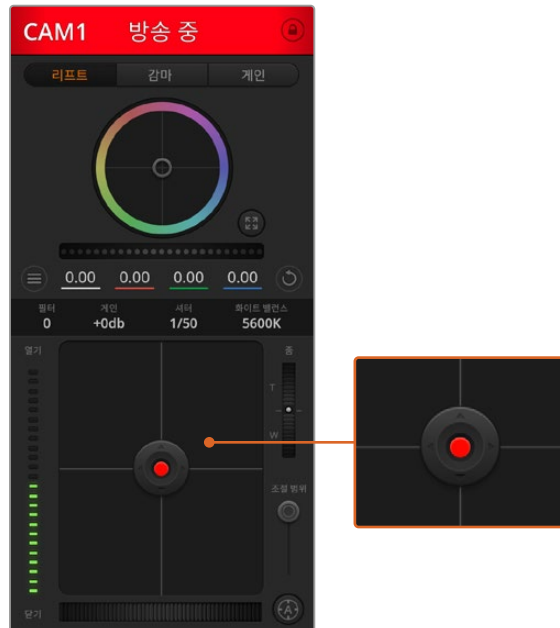 CAM1 방송 중
리프트 감마 게인
0.00 0.00 0.00 0.00
필터 게인 셔터 화이트 밸런스
0 +0db 1/50 5600K
열기 줌
T
W
조절 범위
닫기 A